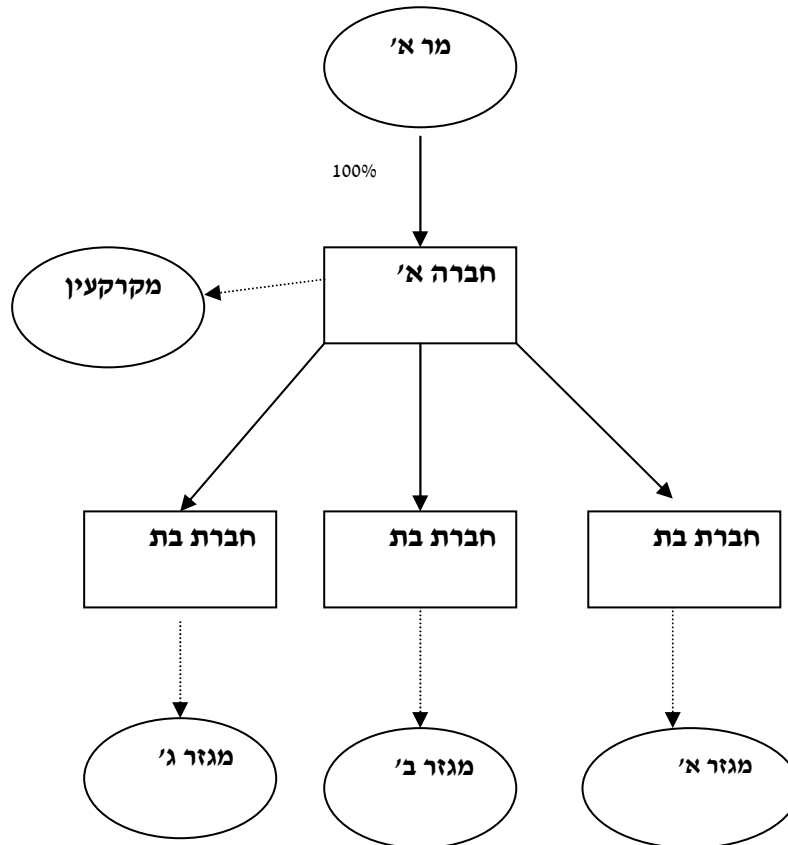 מר א'
100%
חברה א'
מקרקעין
חברת בת
חברת בת
חברת בת
מגזר א'
מגזר ב'
מגזר ג'